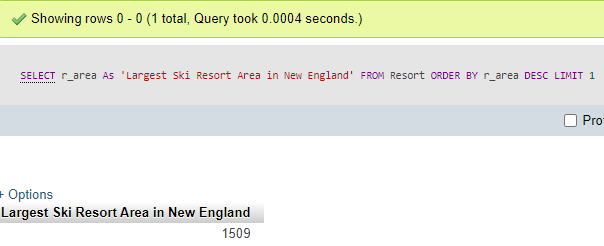 Showing rows 0 - 0 (1 total, Query took 0.0004 seconds.)
SELECT r_area As 'Largest Ski Resort Area in New England' FROM Resort ORDER BY r_area DESC LIMIT 1
+ Options
Largest Ski Resort Area in New England
1509